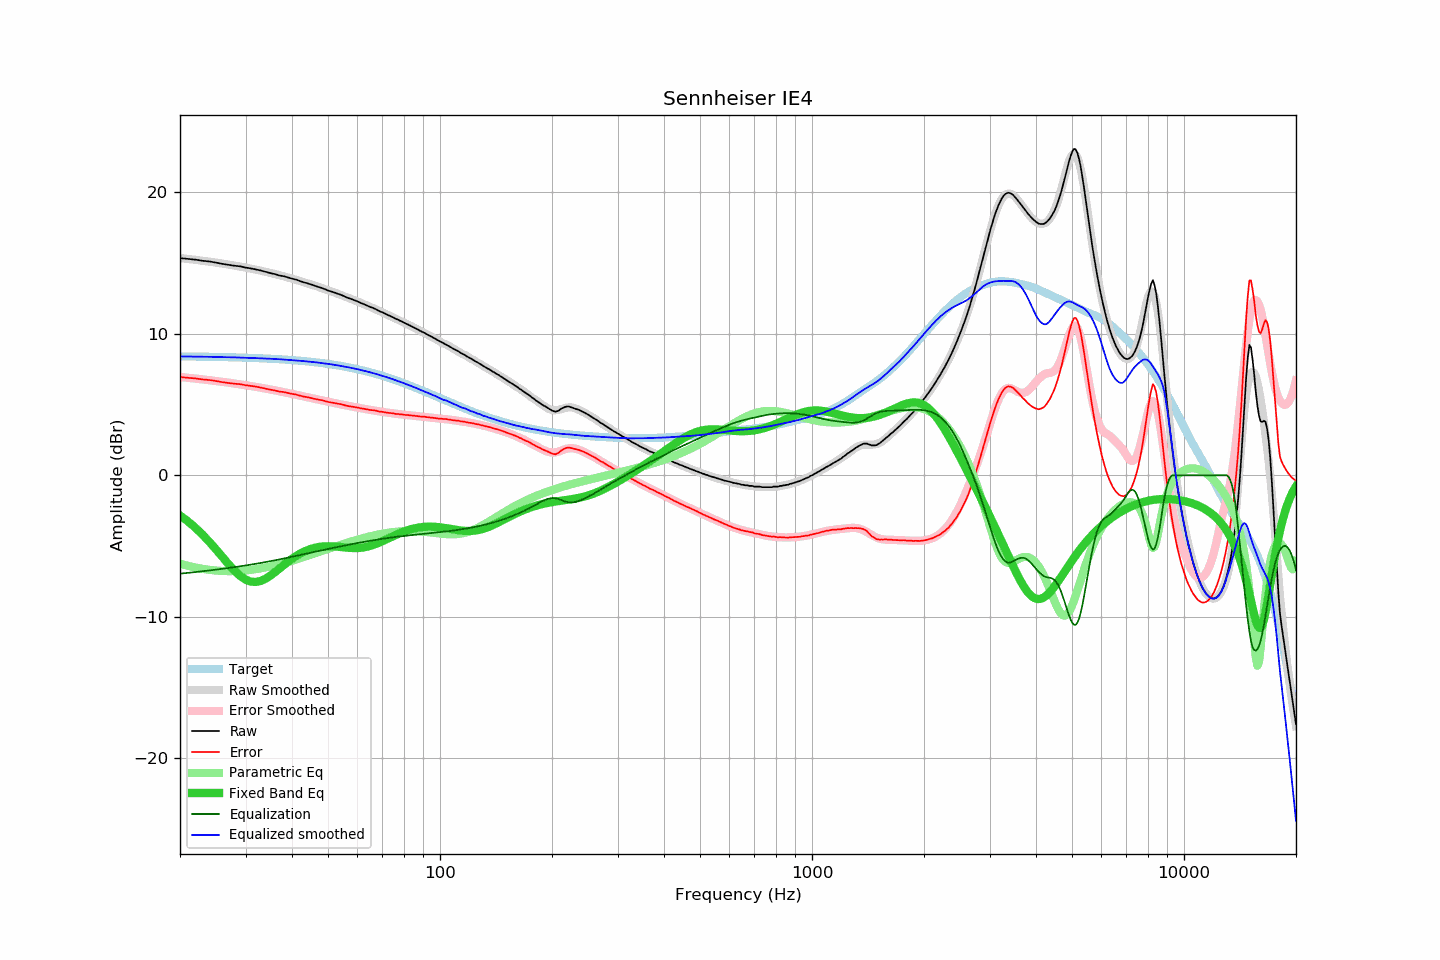 Sennheiser IE4
20
10
0
−10
−20
Amplitude (dBr)
Target
Raw Smoothed
Error Smoothed
Raw
Error
Parametric Eq
Fixed Band Eq
Equalization
Equalized smoothed
100
1000
10000
Frequency (Hz)